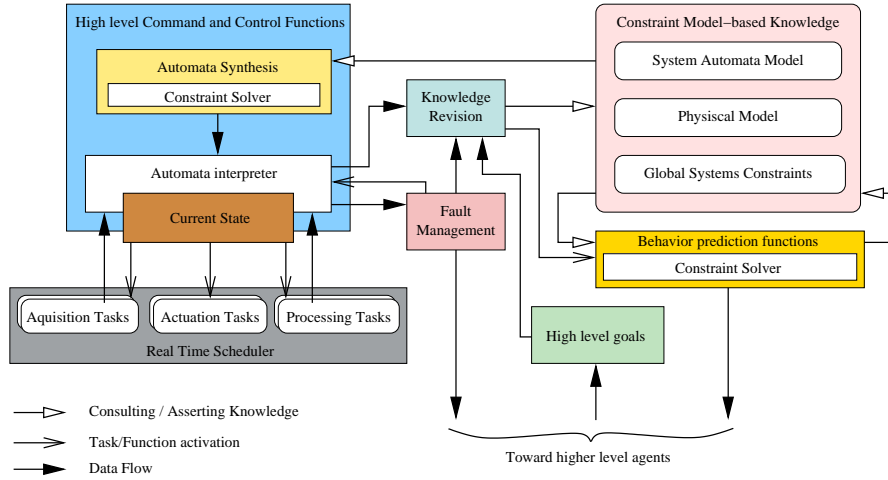 High level Command and Control Functions
Automata Synthesis
Constraint Solver
Automata interpreter
Current State
Aquisition Tasks
Actuation Tasks
Processing Tasks
Real Time Scheduler
Knowledge
Revision
Fault
Management
High level goals
Constraint Model-based Knowledge
System Automata Model
Physiscal Model
Global Systems Constraints
Behavior prediction functions
Constraint Solver
Toward higher level agents
Consulting / Asserting Knowledge
Task/Function activation
Data Flow